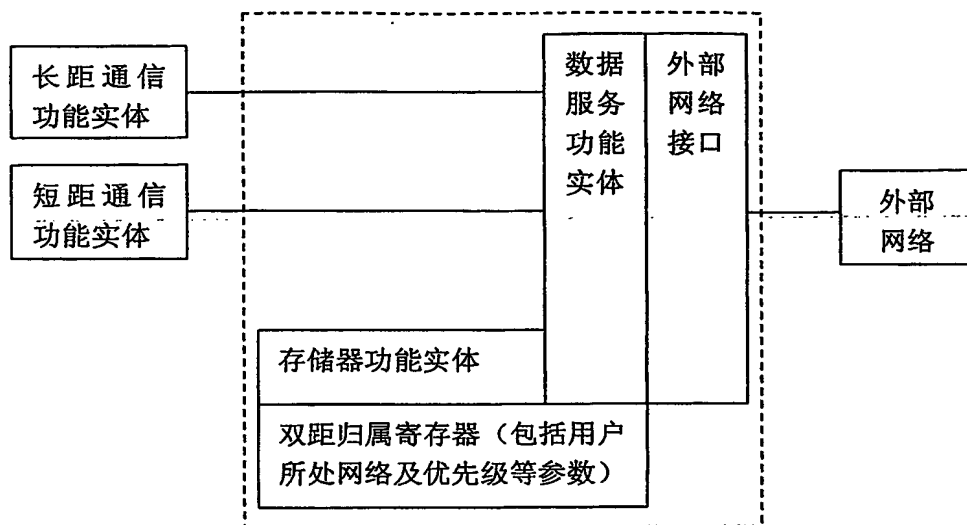 长距通信
功能实体
短距通信
功能实体
数据
服务
功能
实体
外部
网络
接口
外部
网络
存储器功能实体
双距归属寄存器（包括用户
所处网络及优先级等参数）